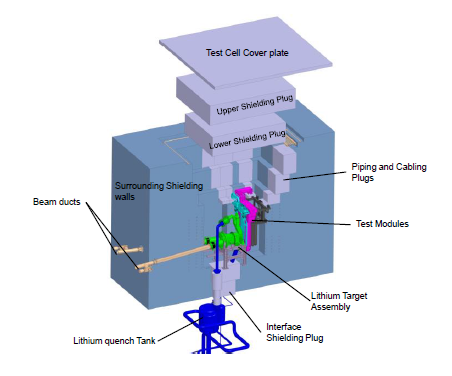 Test Cell Cover plate
Upper Shielding Plug
Lower Shielding Plug
Piping and Cabling
Plugs
Surrounding Shielding
walls
Beam ducts
Test Modules
Lithium Target
Assembly
Interface
Shielding Plug
Lithium quench Tank